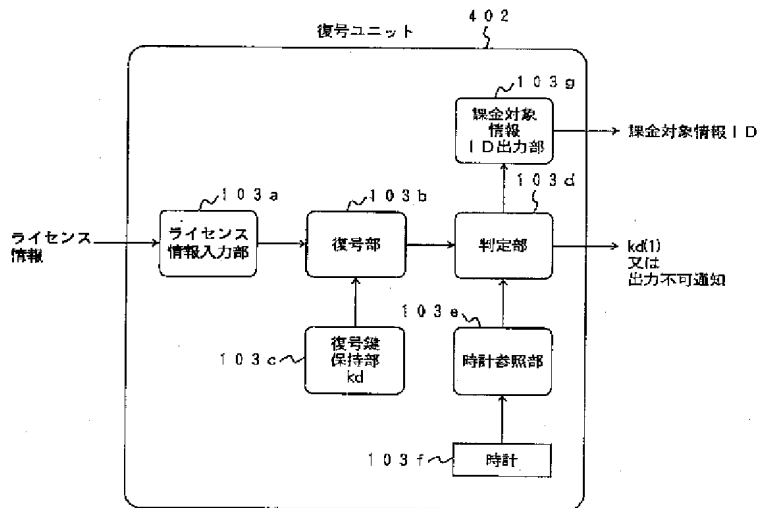 復号ユニット
402
103g
課金対象
情報
ID出力部
課金対象情報ID
103a
103b
103d
ライセンス
情報
ライセンス
情報入力部
復号部
判定部
kd(1)
又は
出力不可通知
103e
103c
復号鍵
保持部
kd
時計参照部
103f
時計